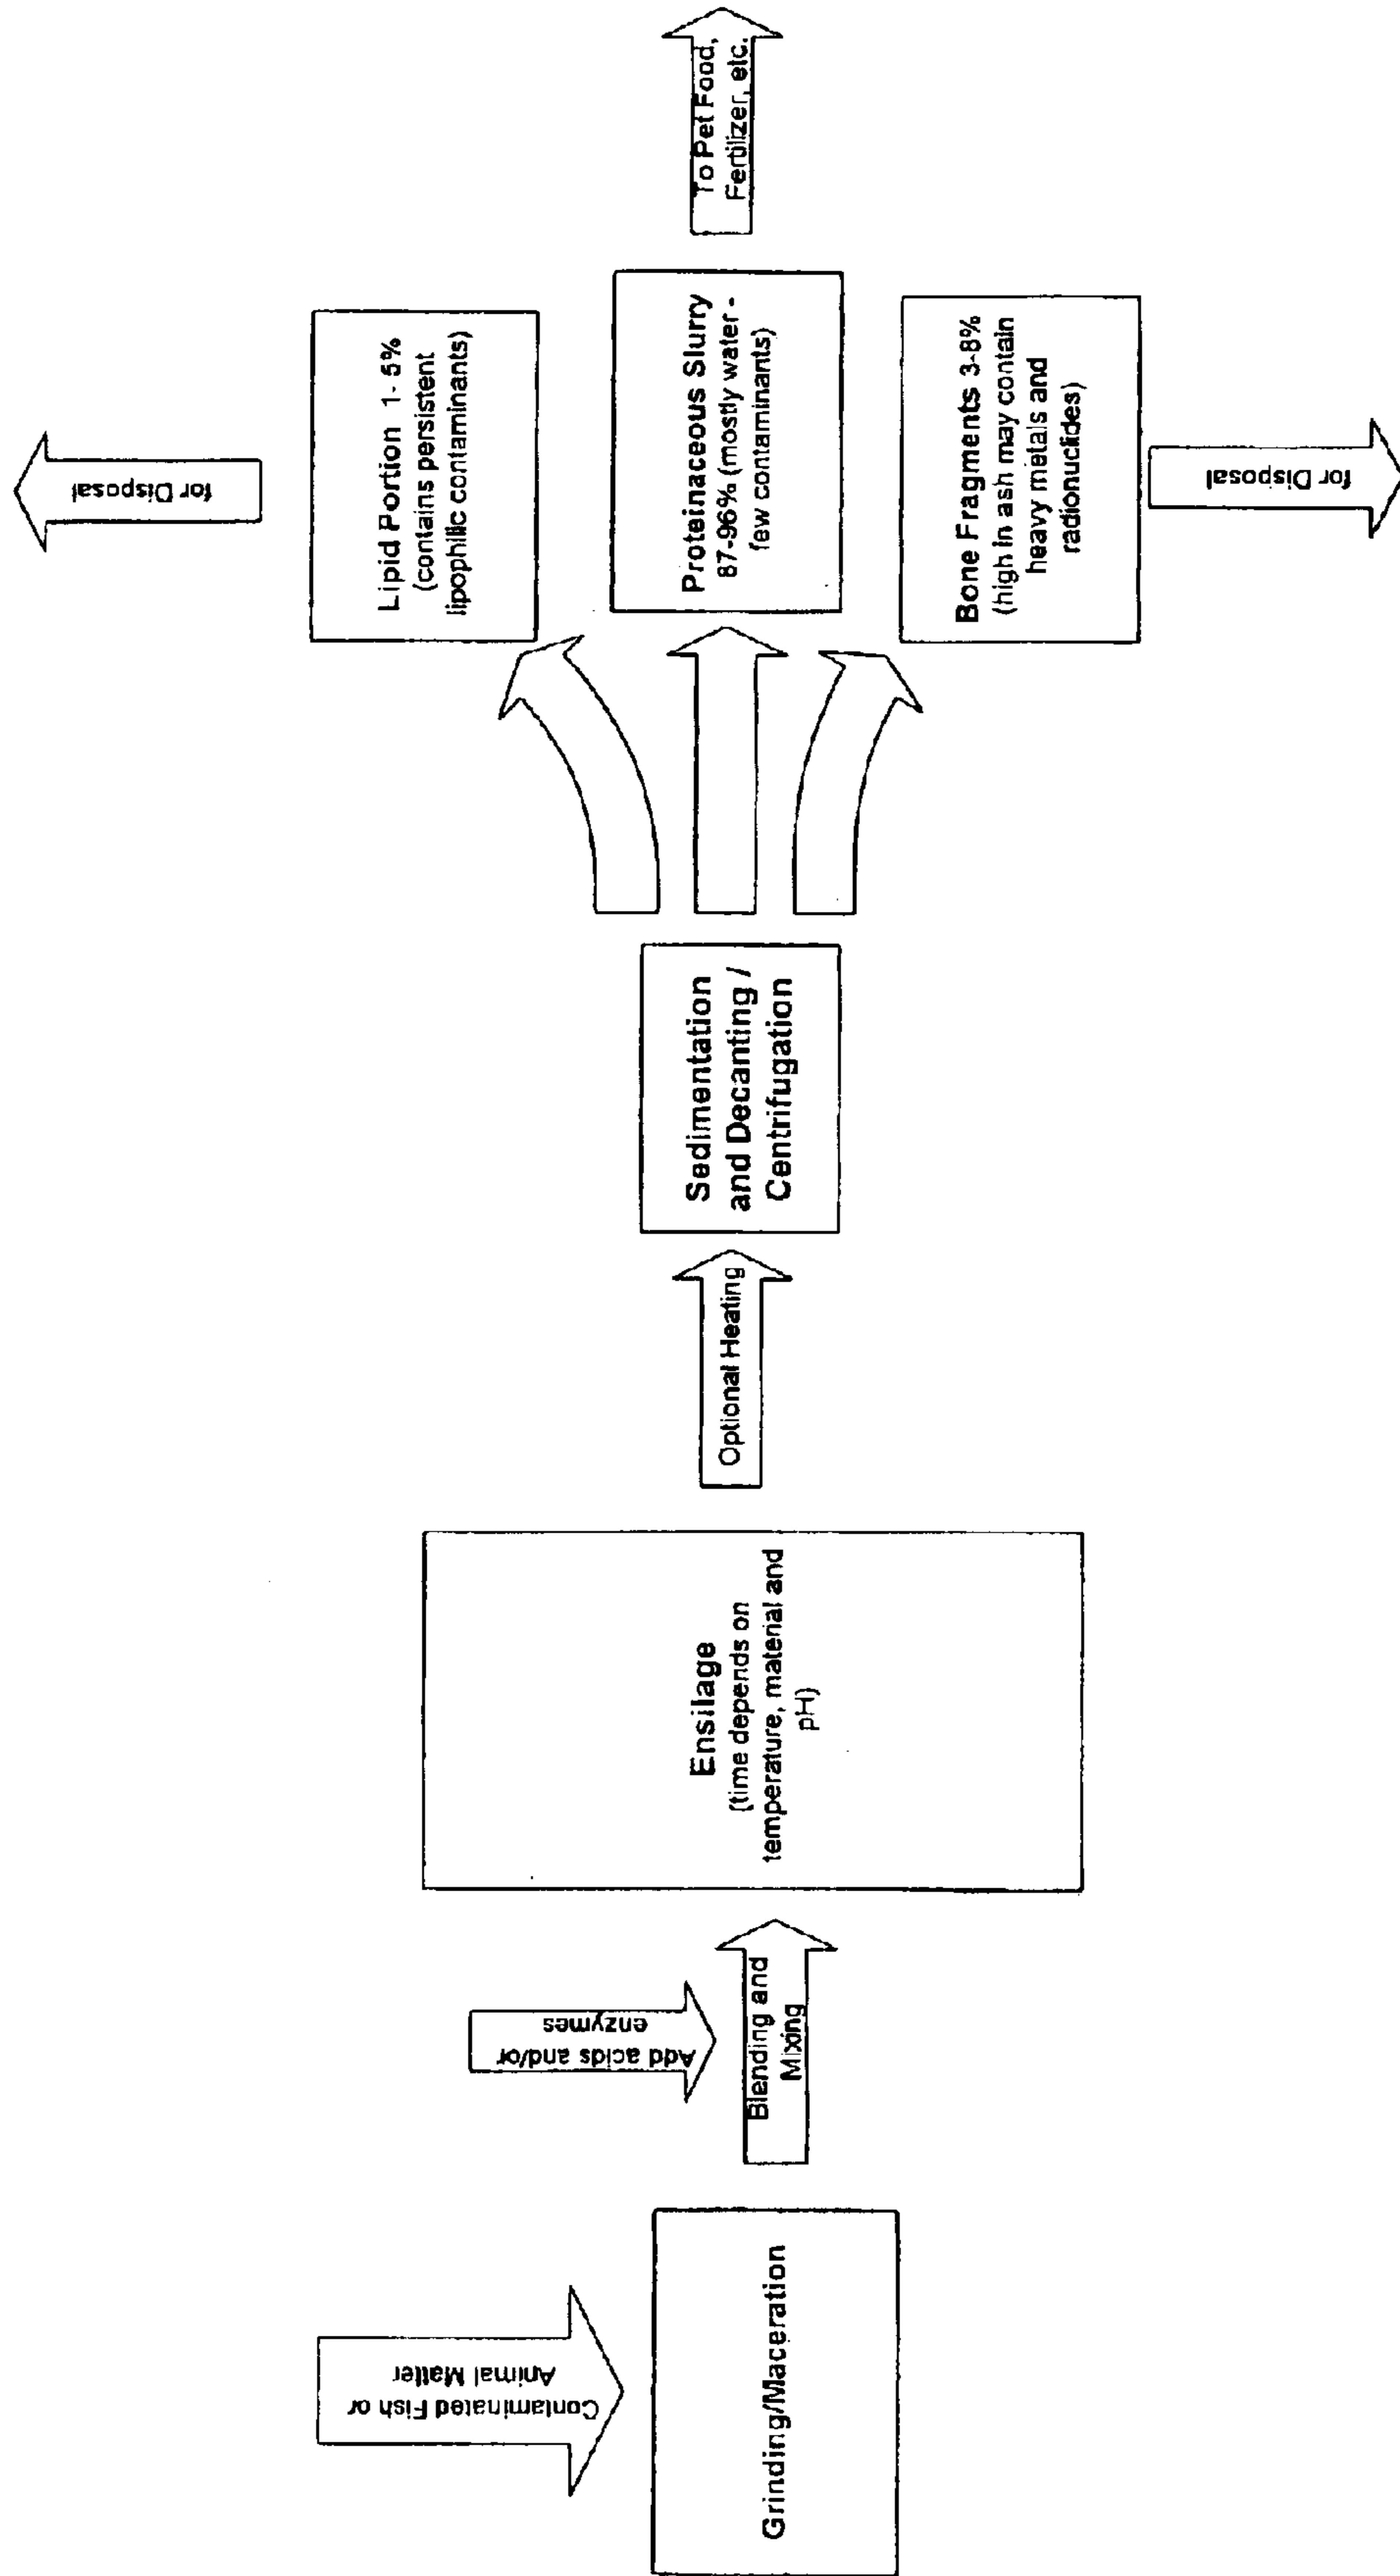 Contaminated Fish or
Animal Matter
Grinding/Maceration
Add acids and/or
enzymes
Blending and
Mixing
Ensilage
(time depends on
temperature, material and
pH)
Optional Heating
Sedimentation
and Decanting /
Centrifugation
for Disposal
Lipid Portion 1- 5%
(contains persistent
lipophilic contaminants)
Proteinaceous Slurry
87-96% (mostly water -
few contaminants)
To Pet Food,
Fertilizer, etc.
Bone Fragments 3-8%
(high in ash may contain
heavy metals and
radionuclides)
for Disposal